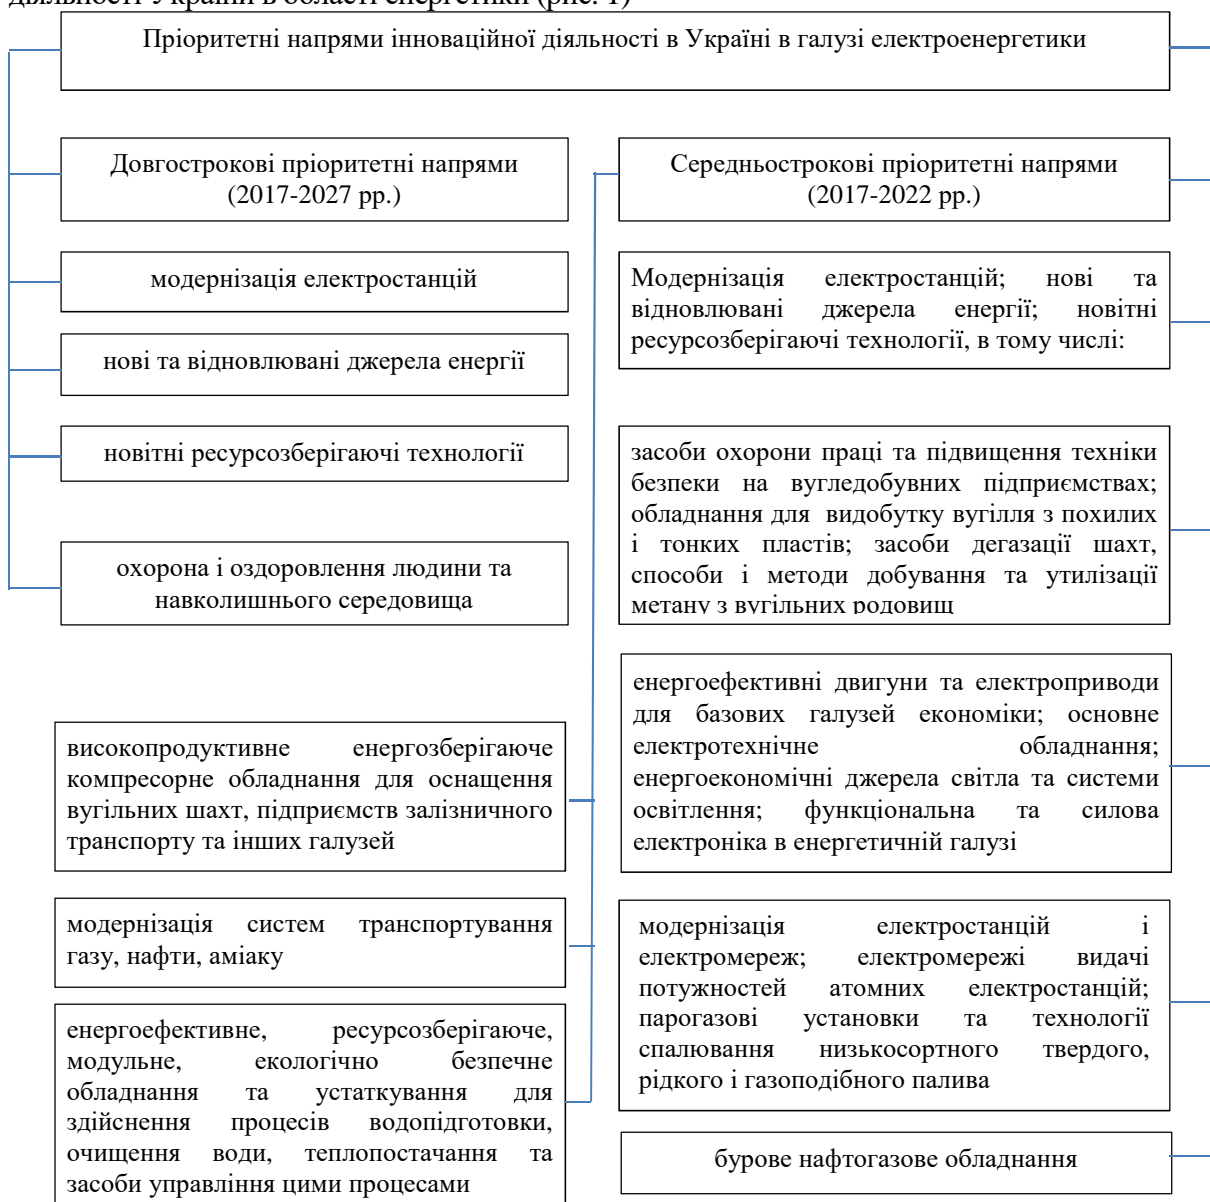 діяльності України в області енергетики (рис. 1)
Пріоритетні напрями інноваційної діяльності в Україні в галузі електроенергетики
Довгострокові пріоритетні напрями
(2017-2027 рр.)
модернізація електростанцій
нові та відновлювані джерела енергії
новітні ресурсозберігаючі технології
охорона і оздоровлення людини та
навколишнього середовища
Середньострокові пріоритетні напрями
(2017-2022 рр.)
Модернізація електростанцій; нові та
відновлювані джерела енергії; новітні
ресурсозберігаючі технології, в тому числі:
засоби охорони праці та підвищення техніки
безпеки на вугледобувних підприємствах;
обладнання для видобутку вугілля з похилих
і тонких пластів; засоби дегазації шахт,
способи і методи добування та утилізації
метану з вугільних родовищ
енергоефективні двигуни та електроприводи
для базових галузей економіки; основне
електротехнічне обладнання;
енергоекономічні джерела світла та системи
освітлення; функціональна та силова
електроніка в енергетичній галузі
модернізація електростанцій і
електромереж; електромережі видачі
потужностей атомних електростанцій;
парогазові установки та технології
спалювання низькосортного твердого,
рідкого і газоподібного палива
бурове нафтогазове обладнання
високопродуктивне енергозберігаюче
компресорне обладнання для оснащення
вугільних шахт, підприємств залізничного
транспорту та інших галузей
модернізація систем транспортування
газу, нафти, аміаку
енергоефективне, ресурсозберігаюче,
модульне, екологічно безпечне
обладнання та устаткування для
здійснення процесів водопідготовки,
очищення води, теплопостачання та
засоби управління цими процесами